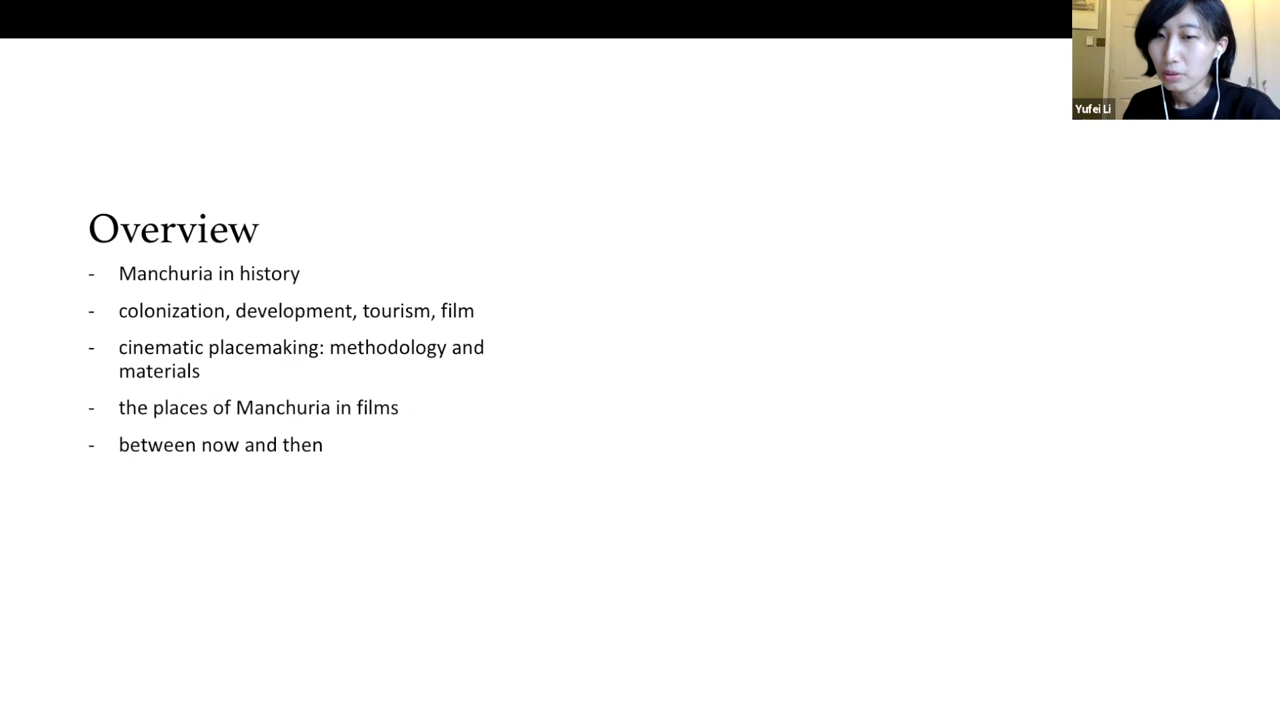 Yufei Li
Overview
- Manchuria in history
- colonization, development, tourism, film
- cinematic placemaking: methodology and
materials
- the places of Manchuria in films
- between now and then